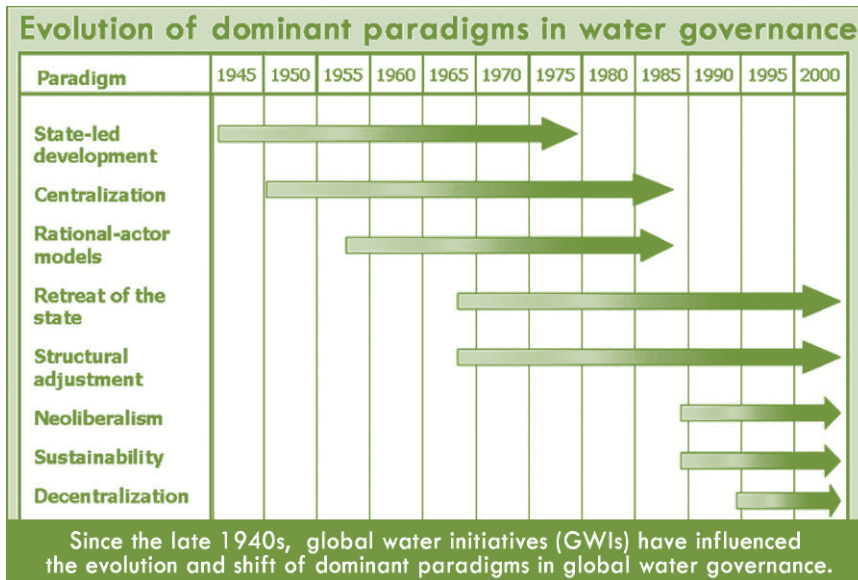 Evolution of dominant paradigms in water governance
Paradigm 1945 1950 1955 1960 1965 1970 1975 1980 1985 1990 1995 2000
State-led
development
Centralization
Rational-actor
models
Retreat of the
state
Structural
adjustment
Neoliberalism
Sustainability
Decentralization
Since the late 1940s, global water initiatives (GWIs) have influenced
the evolution and shift of dominant paradigms in global water governance.